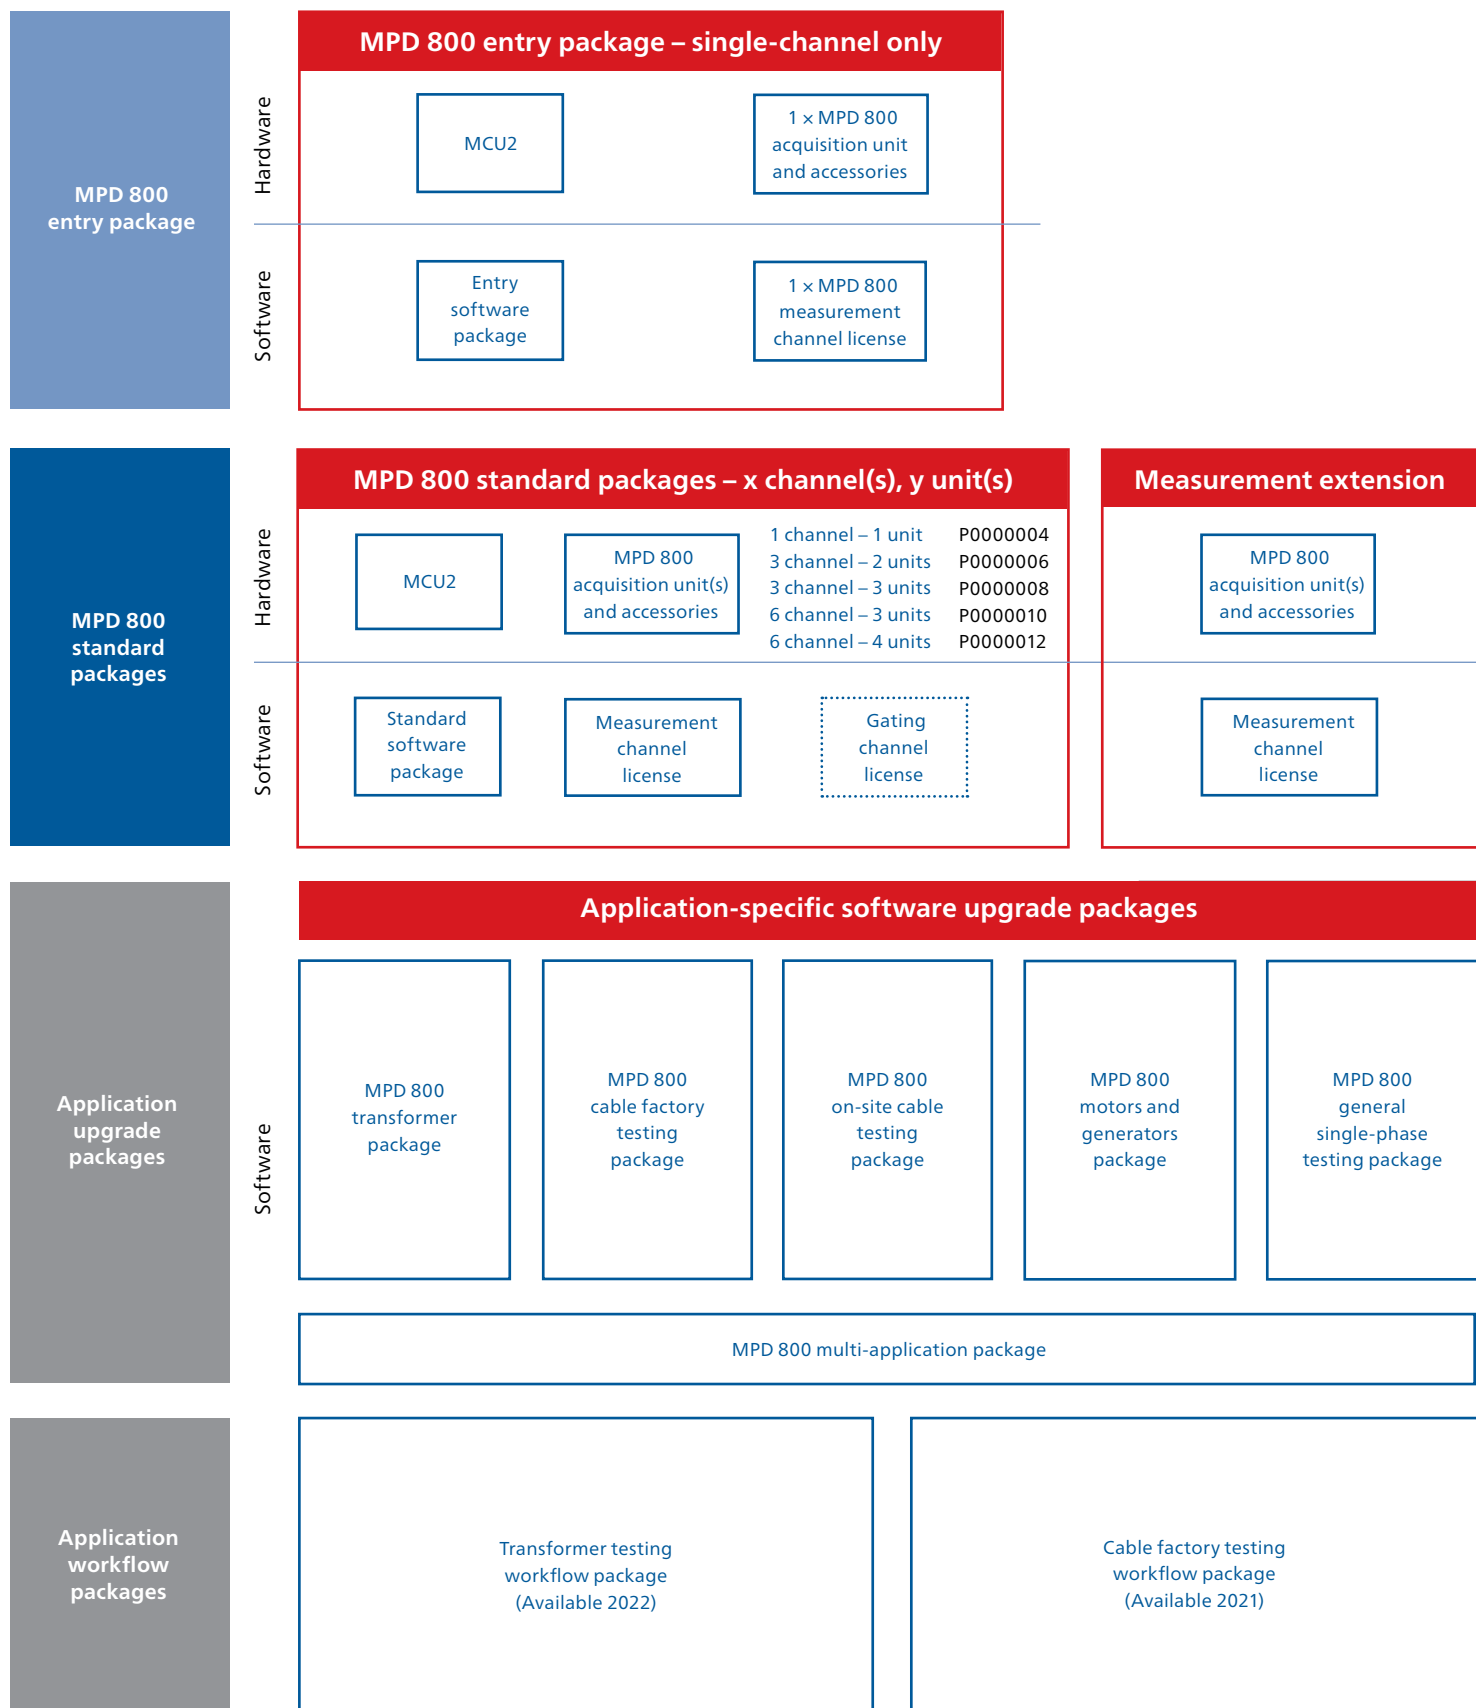 MPD 800
entry package
MPD 800 entry package – single-channel only
Hardware
MCU2
1 × MPD 800
acquisition unit
and accessories
Software
Entry
software
package
1 × MPD 800
measurement
channel license
MPD 800
standard
packages
MPD 800 standard packages – x channel(s), y unit(s)
Hardware
MCU2
MPD 800
acquisition unit(s)
and accessories
1 channel – 1 unit P0000004
3 channel – 2 units P0000006
3 channel – 3 units P0000008
6 channel – 3 units P0000010
6 channel – 4 units P0000012
Software
Standard
software
package
Measurement
channel
license
Gating
channel
license
Measurement extension
MPD 800
acquisition unit(s)
and accessories
Measurement
channel
license
Application
upgrade
packages
Application-specific software upgrade packages
Software
MPD 800
transformer
package
MPD 800
cable factory
testing
package
MPD 800
on-site cable
testing
package
MPD 800
motors and
generators
package
MPD 800
general
single-phase
testing package
MPD 800 multi-application package
Application
workflow
packages
Transformer testing
workflow package
(Available 2022)
Cable factory testing
workflow package
(Available 2021)